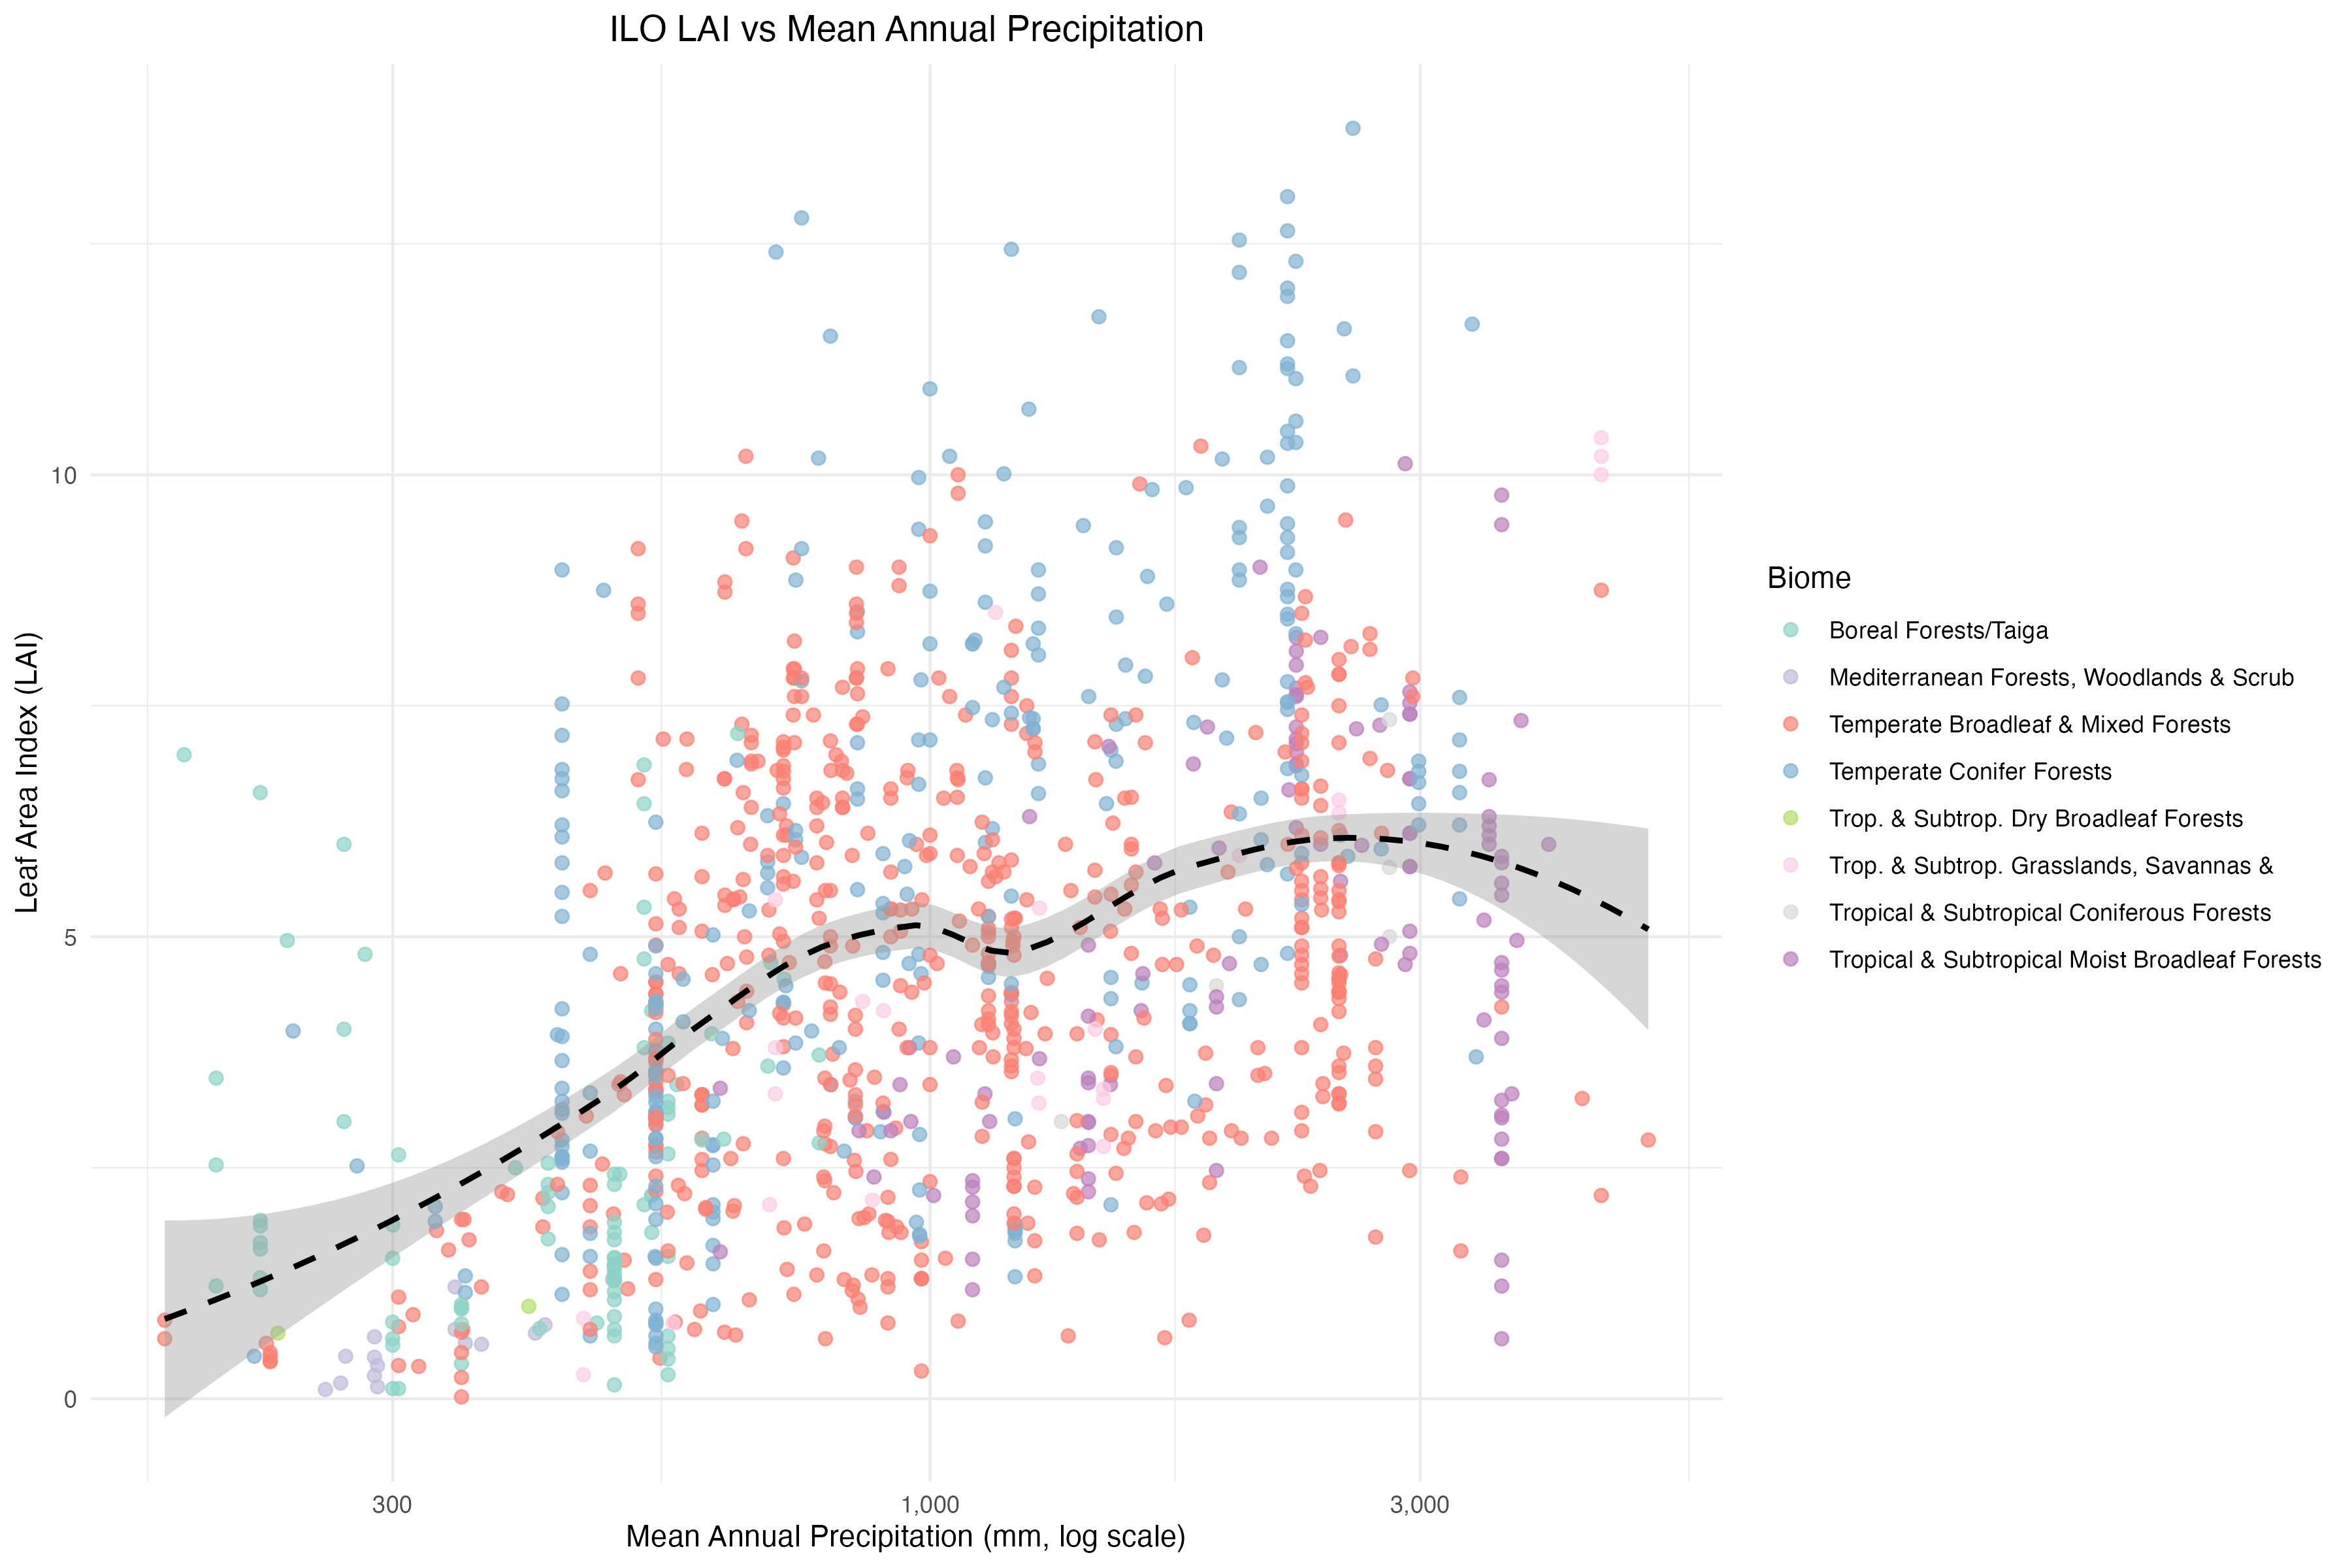 ILO LAI vs Mean Annual Precipitation
Leaf Area Index (LAI)
10
5
0
300
1,000
3,000
Mean Annual Precipitation (mm, log scale)
Biome
Boreal Forests/Taiga
Mediterranean Forests, Woodlands & Scrub
Temperate Broadleaf & Mixed Forests
Temperate Conifer Forests
Trop. & Subtrop. Dry Broadleaf Forests
Trop. & Subtrop. Grasslands, Savannas &
Tropical & Subtropical Coniferous Forests
Tropical & Subtropical Moist Broadleaf Forests